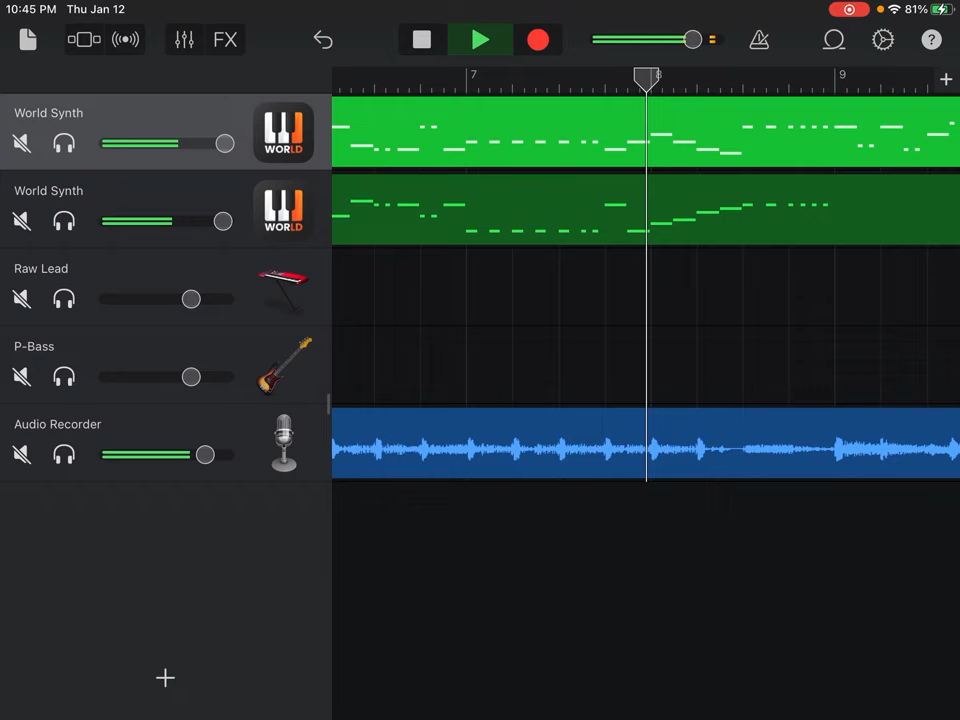 10:45 PM Thu Jan 12
81%
FX
?
7
8
9
+
World Synth
WORLD
World Synth
WORLD
Raw Lead
P-Bass
Audio Recorder
+